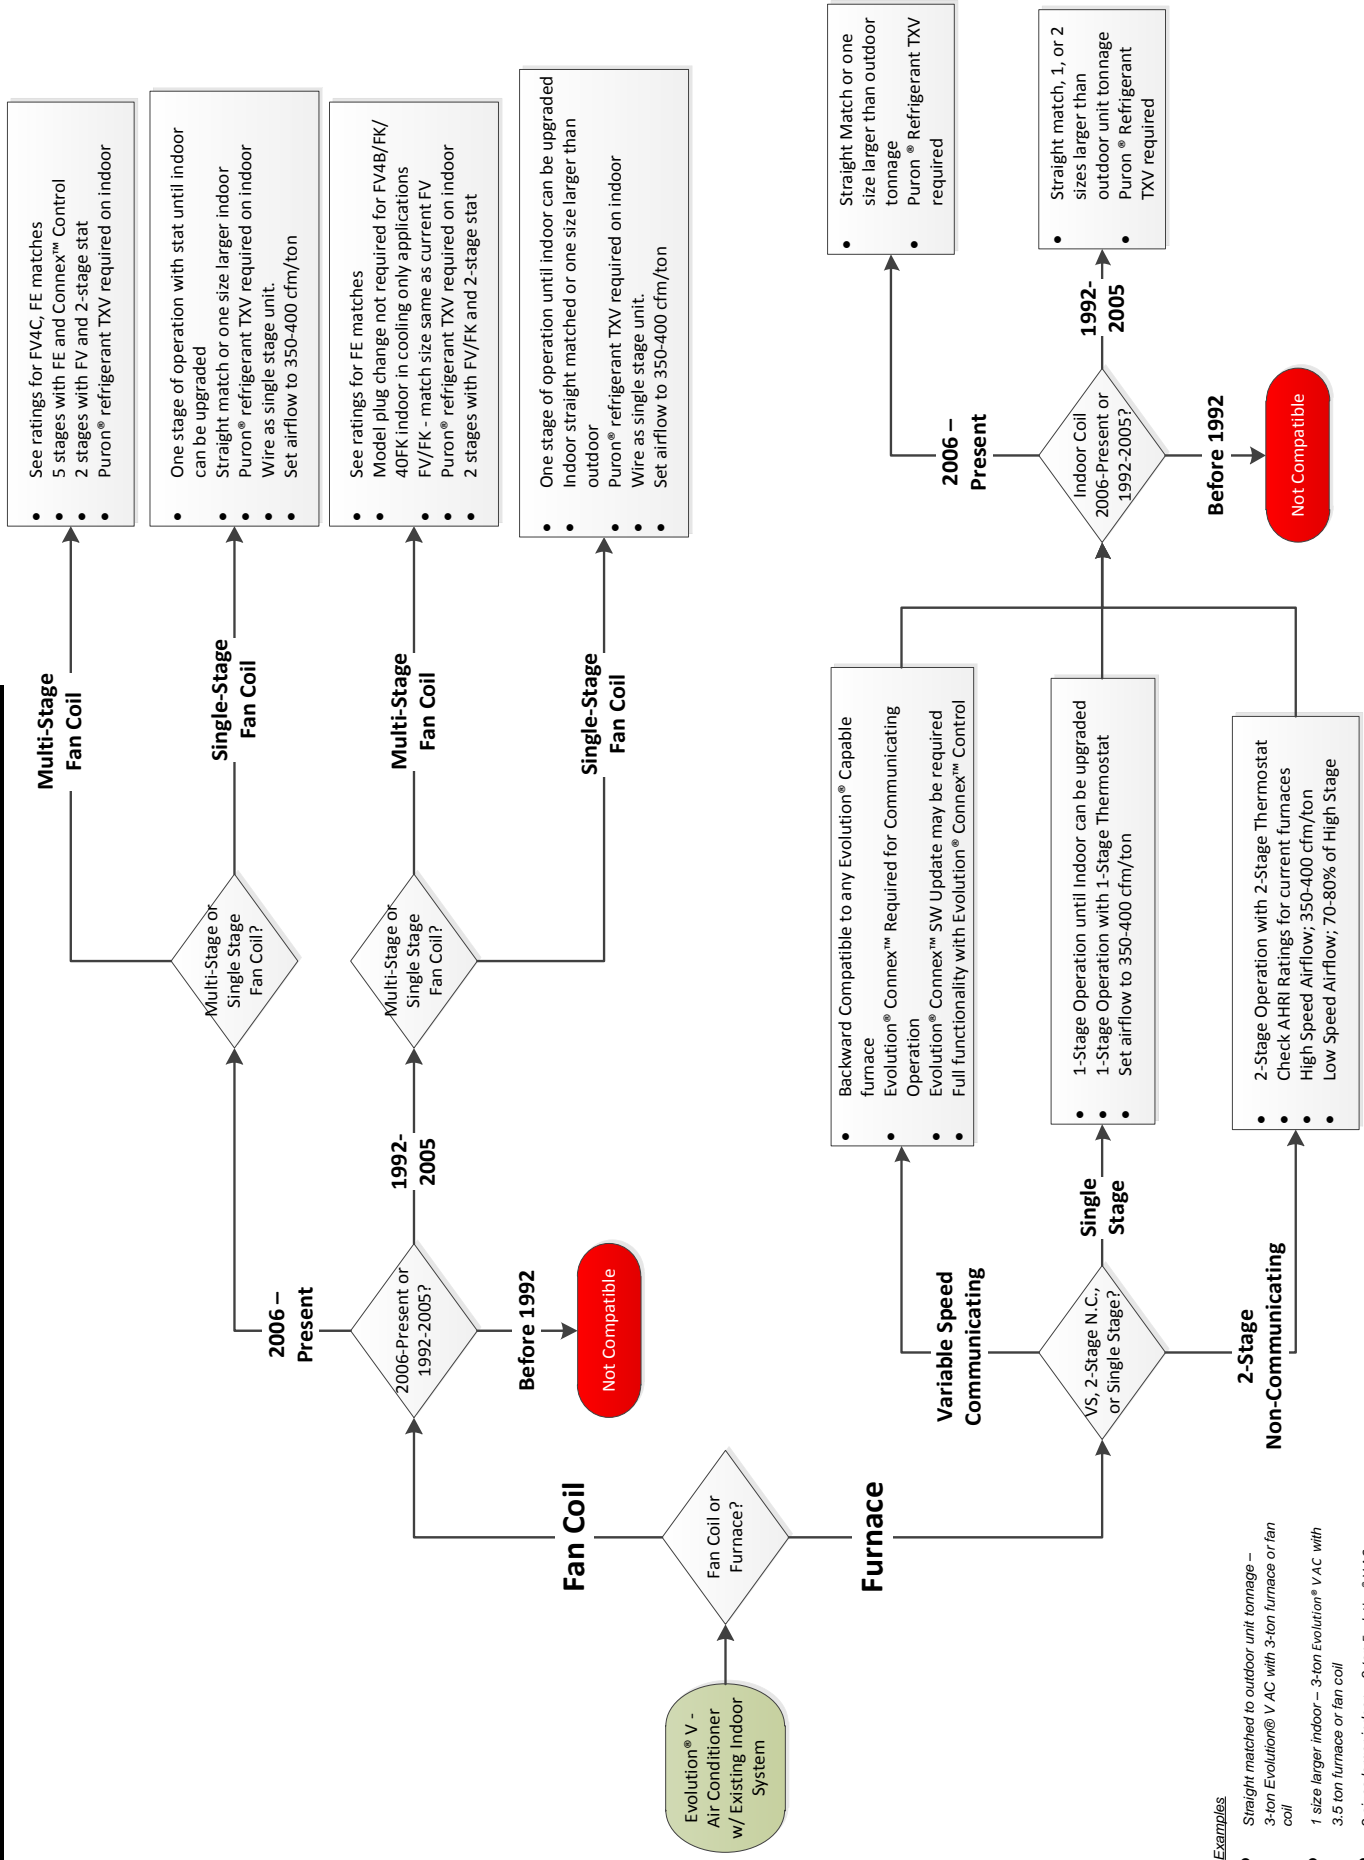 Evolution® V -
Air Conditioner
w/ Existing Indoor
System
Fan Coil or
Furnace?
Fan Coil
Furnace
2006-Present or
1992-2005?
2006 –
Present
1992-
2005
Before 1992
Not Compatible
Multi-Stage or
Single Stage
Fan Coil?
Multi-Stage
Fan Coil
Single-Stage
Fan Coil
• See ratings for FV4C, FE matches
• 5 stages with FE and Connex™ Control
• 2 stages with FV and 2-stage stat
• Puron® refrigerant TXV required on indoor
• One stage of operation with stat until indoor
can be upgraded
• Straight match or one size larger indoor
• Puron® refrigerant TXV required on indoor
• Wire as single stage unit.
• Set airflow to 350-400 cfm/ton
Multi-Stage or
Single Stage
Fan Coil?
Multi-Stage
Fan Coil
Single-Stage
Fan Coil
• See ratings for FE matches
• Model plug change not required for FV4B/FK/
40FK indoor in cooling only applications
• FV/FK - match size same as current FV
• Puron® refrigerant TXV required on indoor
• 2 stages with FV/FK and 2-stage stat
• One stage of operation until indoor can be upgraded
• Indoor straight matched or one size larger than
outdoor
• Puron® refrigerant TXV required on indoor
• Wire as single stage unit.
• Set airflow to 350-400 cfm/ton
VS, 2-Stage N.C.,
or Single Stage?
Variable Speed
Communicating
Single
Stage
2-Stage
Non-Communicating
• Backward Compatible to any Evolution® Capable
furnace
• Evolution® Connex™ Required for Communicating
Operation
• Evolution® Connex™ SW Update may be required
• Full functionality with Evolution® Connex™ Control
• 1-Stage Operation until Indoor can be upgraded
• 1-Stage Operation with 1-Stage Thermostat
• Set airflow to 350-400 cfm/ton
• 2-Stage Operation with 2-Stage Thermostat
• Check AHRI Ratings for current furnaces
• High Speed Airflow; 350-400 cfm/ton
• Low Speed Airflow; 70-80% of High Stage
Indoor Coil
2006-Present or
1992-2005?
2006 –
Present
1992-
2005
Before 1992
Not Compatible
• Straight Match or one
size larger than outdoor
tonnage
• Puron ® Refrigerant TXV
required
• Straight match, 1, or 2
sizes larger than
outdoor unit tonnage
• Puron ® Refrigerant
TXV required
Examples
• Straight matched to outdoor unit tonnage –
3-ton Evolution® V AC with 3-ton furnace or fan
coil
• 1 size larger indoor – 3-ton Evolution® V AC with
3.5 ton furnace or fan coil